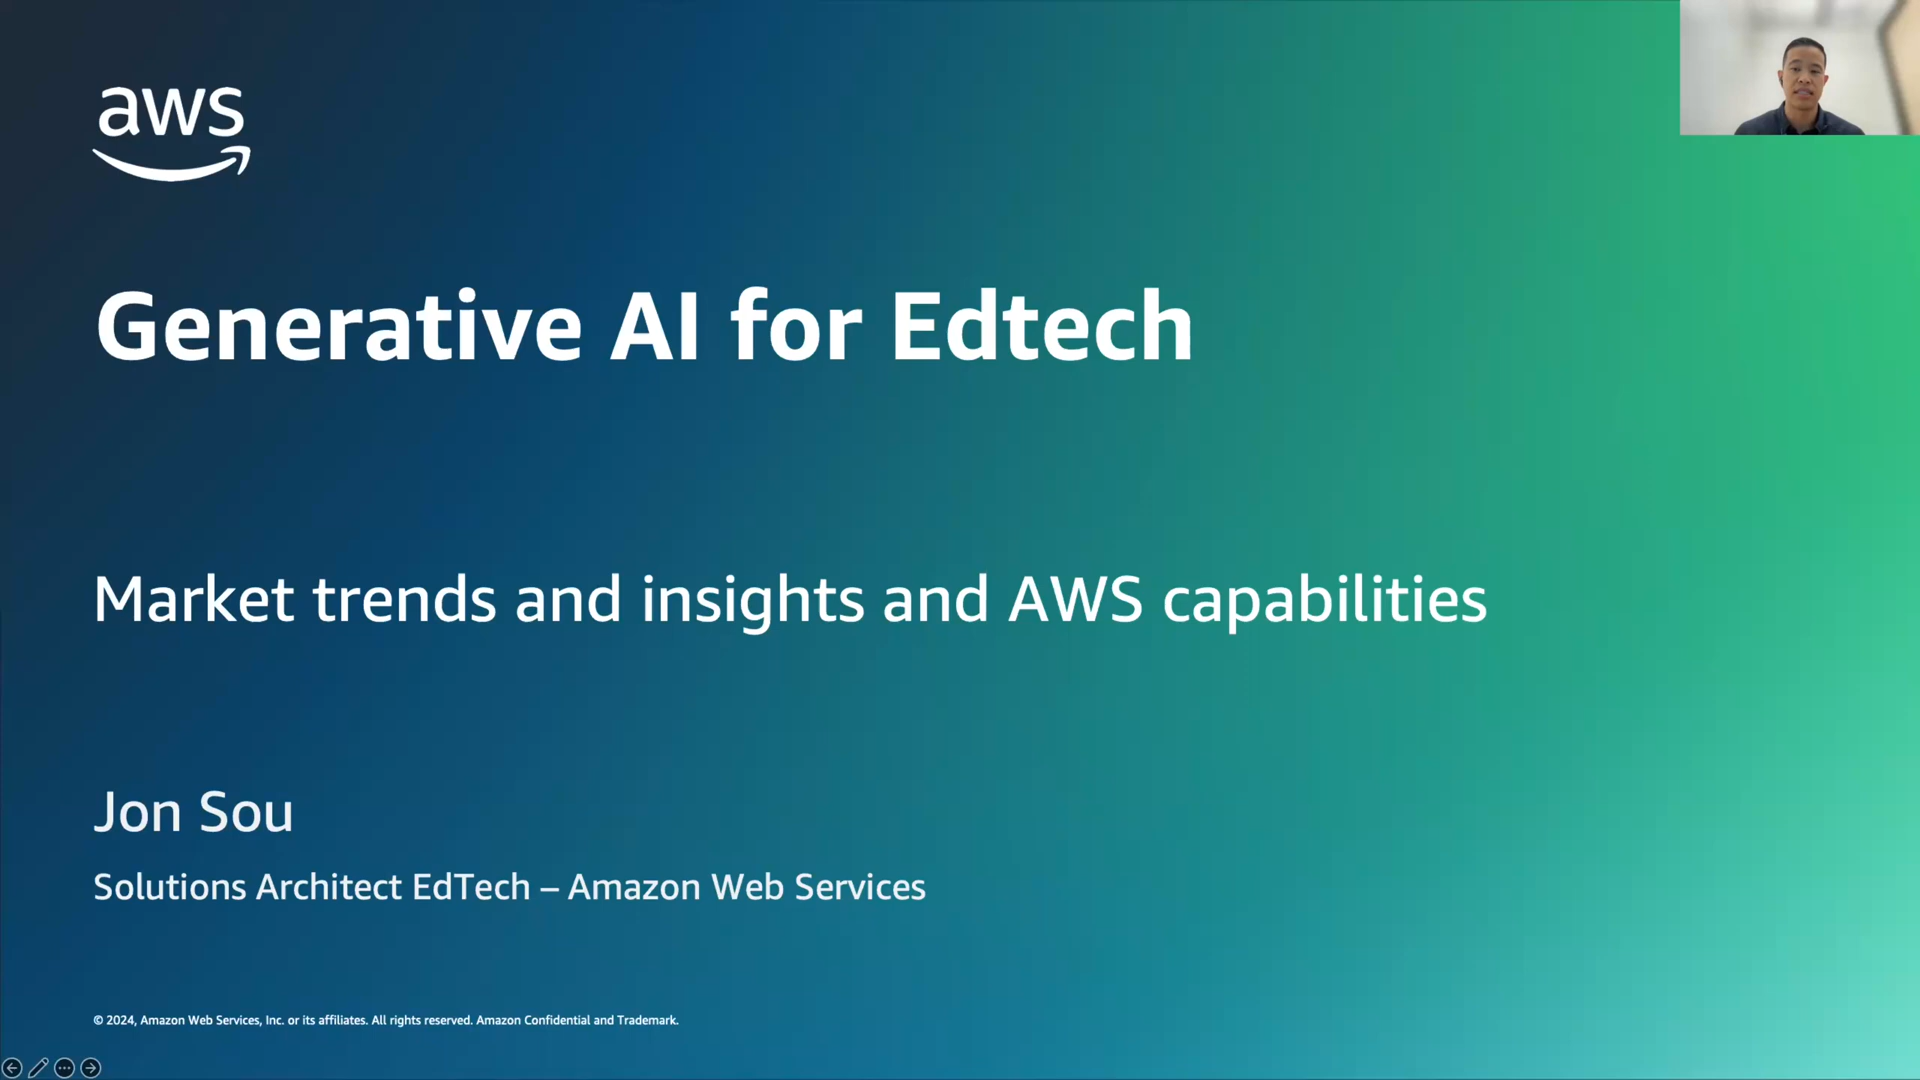 aws
Generative AI for Edtech
Market trends and insights and AWS capabilities
Jon Sou
Solutions Architect EdTech – Amazon Web Services
© 2024, Amazon Web Services, Inc. or its affiliates. All rights reserved. Amazon Confidential and Trademark.